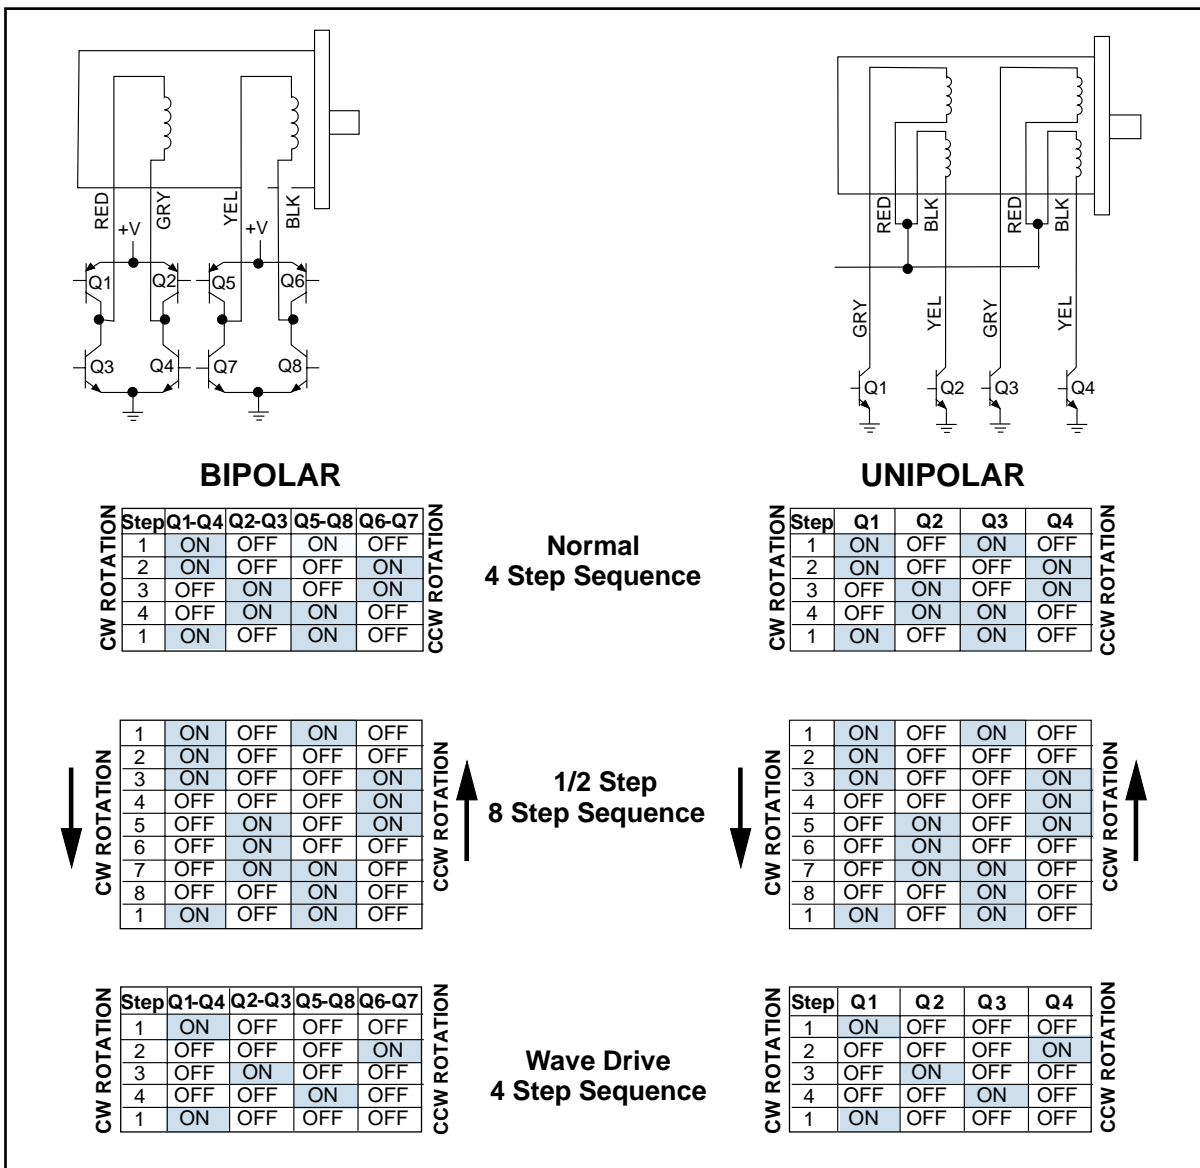 RED
GRY
YEL
BLK
+V
+V
Q1
Q2
Q5
Q6
Q3
Q4
Q7
Q8
RED
BLK
RED
BLK
GRY
YEL
GRY
YEL
Q1
Q2
Q3
Q4
BIPOLAR
UNIPOLAR
CW ROTATION
Step Q1-Q4 Q2-Q3 Q5-Q8 Q6-Q7
1 ON OFF ON OFF
2 ON OFF OFF ON
3 OFF ON OFF ON
4 OFF ON ON OFF
1 ON OFF ON OFF
CCW ROTATION
Normal
4 Step Sequence
CW ROTATION
Step Q1 Q2 Q3 Q4
1 ON OFF ON OFF
2 ON OFF OFF ON
3 OFF ON OFF ON
4 OFF ON ON OFF
1 ON OFF ON OFF
CCW ROTATION
CW ROTATION
1 ON OFF ON OFF
2 ON OFF OFF OFF
3 ON OFF OFF ON
4 OFF OFF OFF ON
5 OFF ON OFF ON
6 OFF ON OFF OFF
7 OFF ON ON OFF
8 OFF OFF ON OFF
1 ON OFF ON OFF
CCW ROTATION
1/2 Step
8 Step Sequence
CW ROTATION
1 ON OFF ON OFF
2 ON OFF OFF OFF
3 ON OFF OFF ON
4 OFF OFF OFF ON
5 OFF ON OFF ON
6 OFF ON OFF OFF
7 OFF ON ON OFF
8 OFF OFF ON OFF
1 ON OFF ON OFF
CCW ROTATION
CW ROTATION
Step Q1-Q4 Q2-Q3 Q5-Q8 Q6-Q7
1 ON OFF OFF OFF
2 OFF OFF OFF ON
3 OFF ON OFF OFF
4 OFF OFF ON OFF
1 ON OFF OFF OFF
CCW ROTATION
Wave Drive
4 Step Sequence
CW ROTATION
Step Q1 Q2 Q3 Q4
1 ON OFF OFF OFF
2 OFF OFF OFF ON
3 OFF ON OFF OFF
4 OFF OFF ON OFF
1 ON OFF OFF OFF
CCW ROTATION